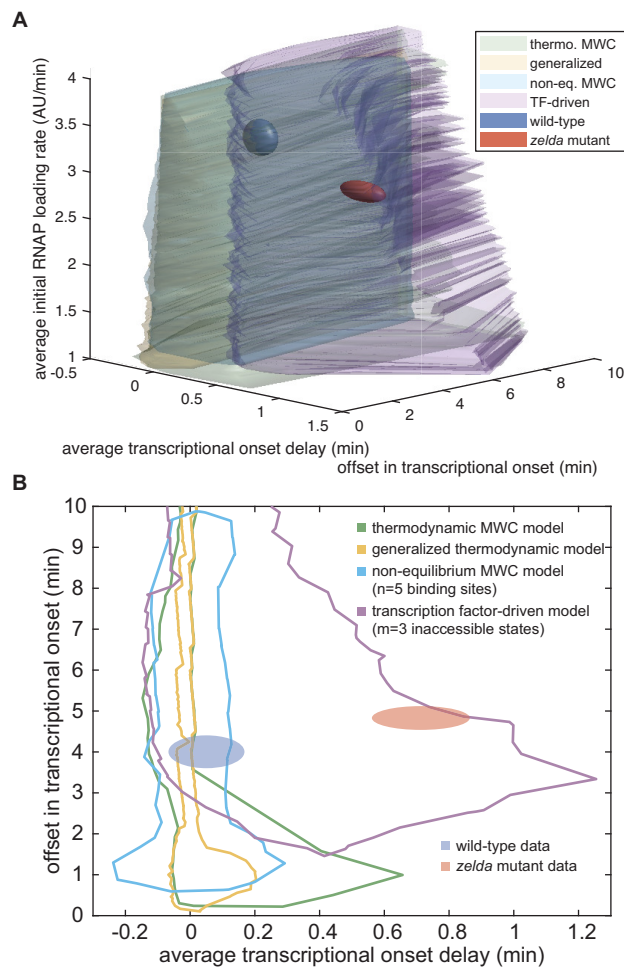 A
average initial RNAP loading rate (AU/min)
4
3.5
3
2.5
2
1.5
1
-0.5
0
0.5
1
1.5
0
2
4
6
8
10
average transcriptional onset delay (min)
offset in transcriptional onset (min)
thermo. MWC
generalized
non-eq. MWC
TF-driven
wild-type
zelda mutant
B
offset in transcriptional onset (min)
10
9
8
7
6
5
4
3
2
1
0
thermodynamic MWC model
generalized thermodynamic model
non-equilibrium MWC model
(n=5 binding sites)
transcription factor-driven model
(m=3 inaccessible states)
wild-type data
zelda mutant data
-0.2
0
0.2
0.4
0.6
0.8
1
1.2
average transcriptional onset delay (min)